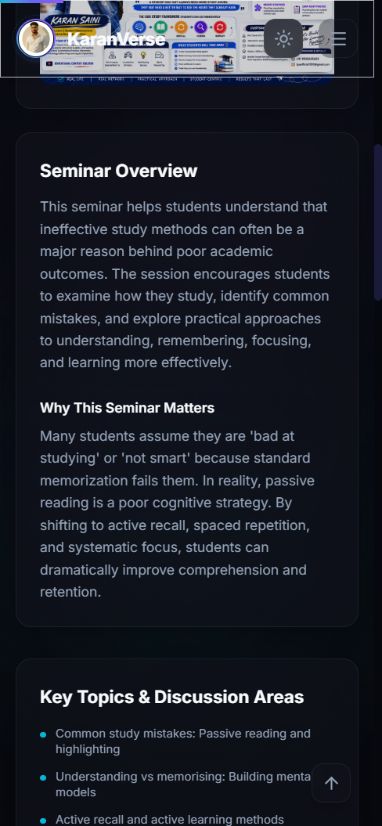 KARAN SAINI
KaranVerse
Seminar Overview
This seminar helps students understand that
ineffective study methods can often be a
major reason behind poor academic
outcomes. The session encourages students
to examine how they study, identify common
mistakes, and explore practical approaches
to understanding, remembering, focusing,
and learning more effectively.
Why This Seminar Matters
Many students assume they are 'bad at
studying' or 'not smart' because standard
memorization fails them. In reality, passive
reading is a poor cognitive strategy. By
shifting to active recall, spaced repetition,
and systematic focus, students can
dramatically improve comprehension and
retention.
Key Topics & Discussion Areas
Common study mistakes: Passive reading and
highlighting
Understanding vs memorising: Building menta
models
Active recall and active learning methods